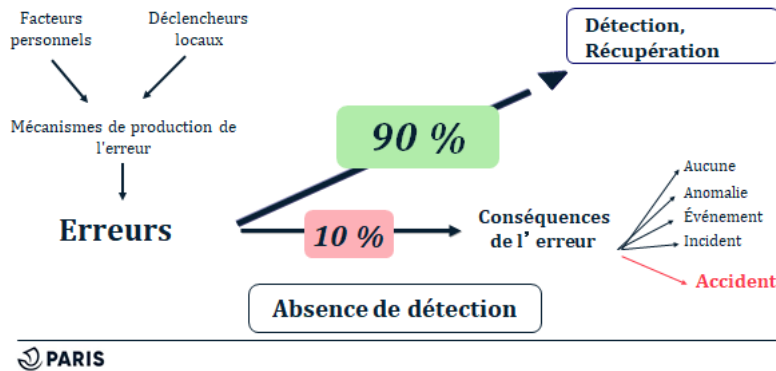 Facteurs
personnels
Déclencheurs
locaux
Mécanismes de production de
l'erreur
Erreurs
90 %
Détection,
Récupération
10 %
Conséquences
de l' erreur
Aucune
Anomalie
Événement
Incident
Accident
Absence de détection
PARIS